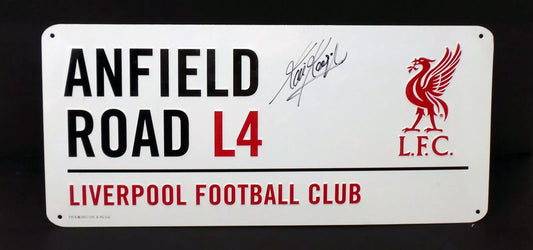 ANFIELD
ROAD L4
L.F.C.
LIVERPOOL FOOTBALL CLUB